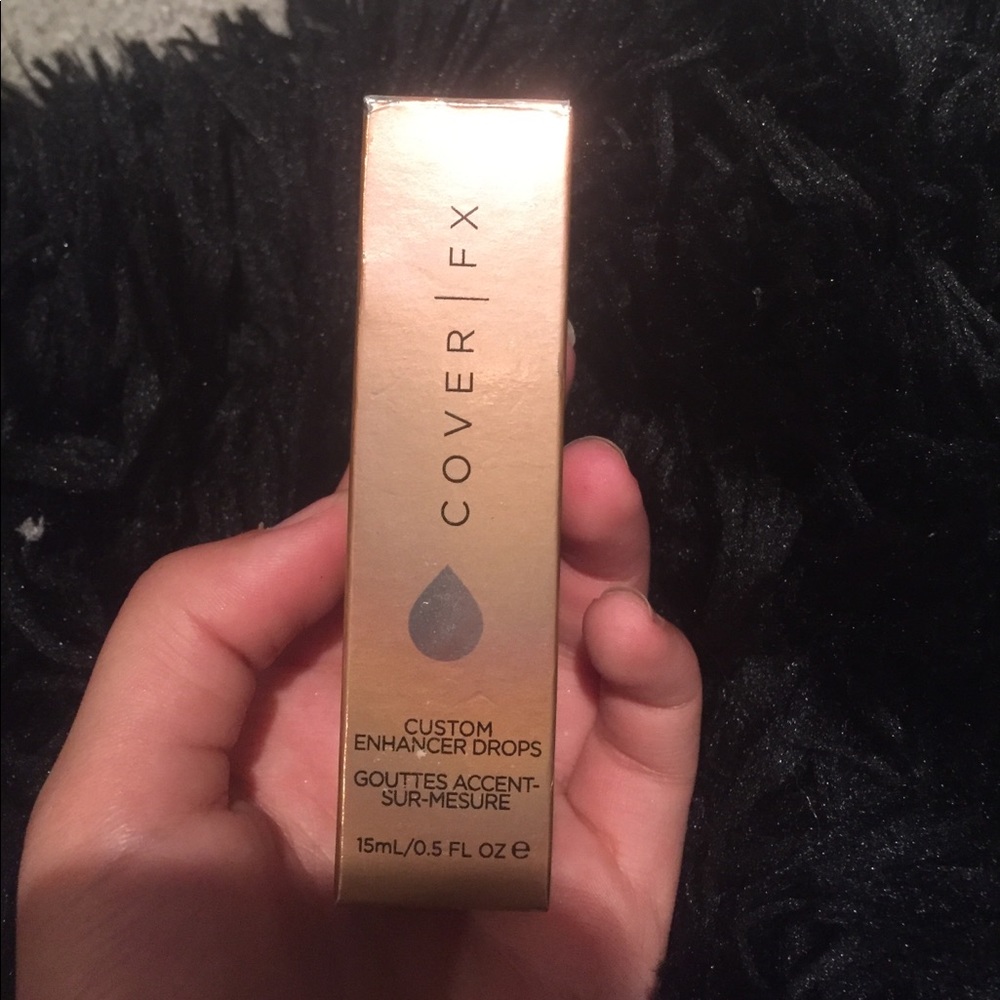 COVER | FX
CUSTOM
ENHANCER DROPS
GOUTTES ACCENT-
SUR-MESURE
15mL/0.5 FL OZ e